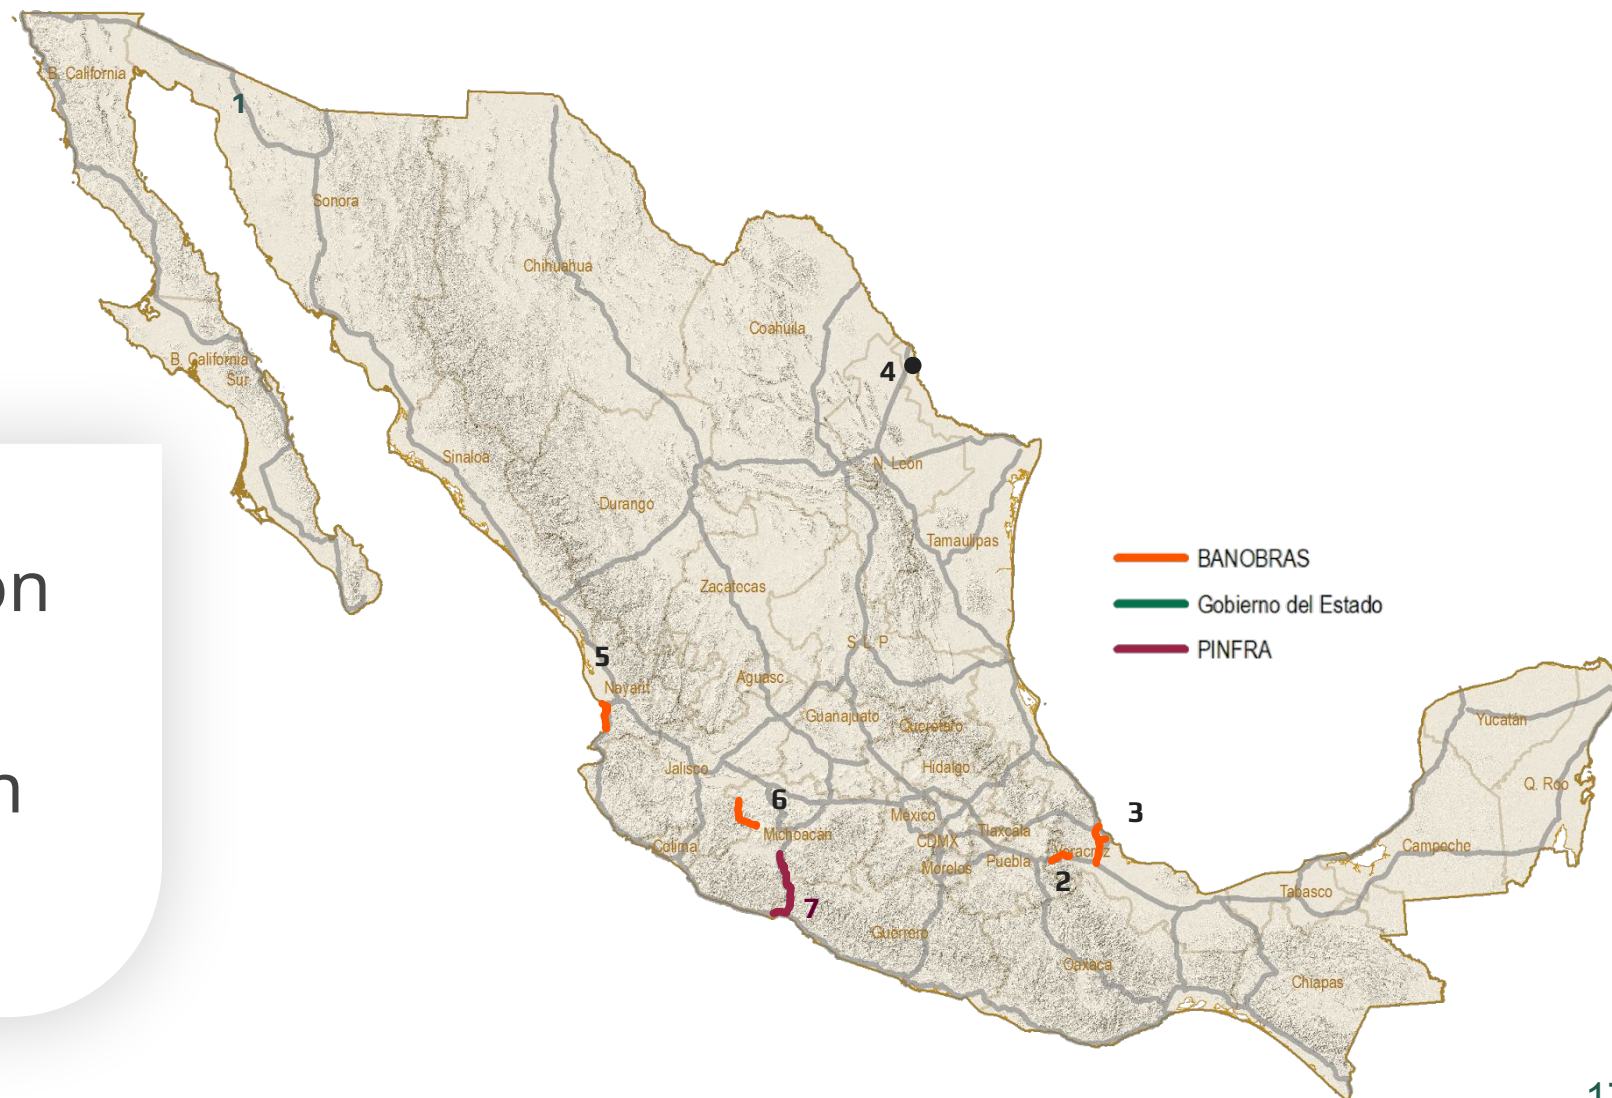 B. California
1
Sonora
Chihuahua
Coahuila
B. California
Sur
4
Sinaloa
N. León
Durango
Tamaulipas
BANOBRAS
Zacatecas
ón
Gobierno del Estado
S. L. P
PINFRA
5
Nayarit
Aguasc.
Guanajuato
Querétaro
Yucatán
Jalisco
Hidalgo
Q. Roo
n
6
3
México
Michoacán
Tlaxcala
CDMX
Colima
Veracruz
Campeche
Puebla
Morelos
2
Tabasco
7
Guerrero
Oaxaca
Chiapas